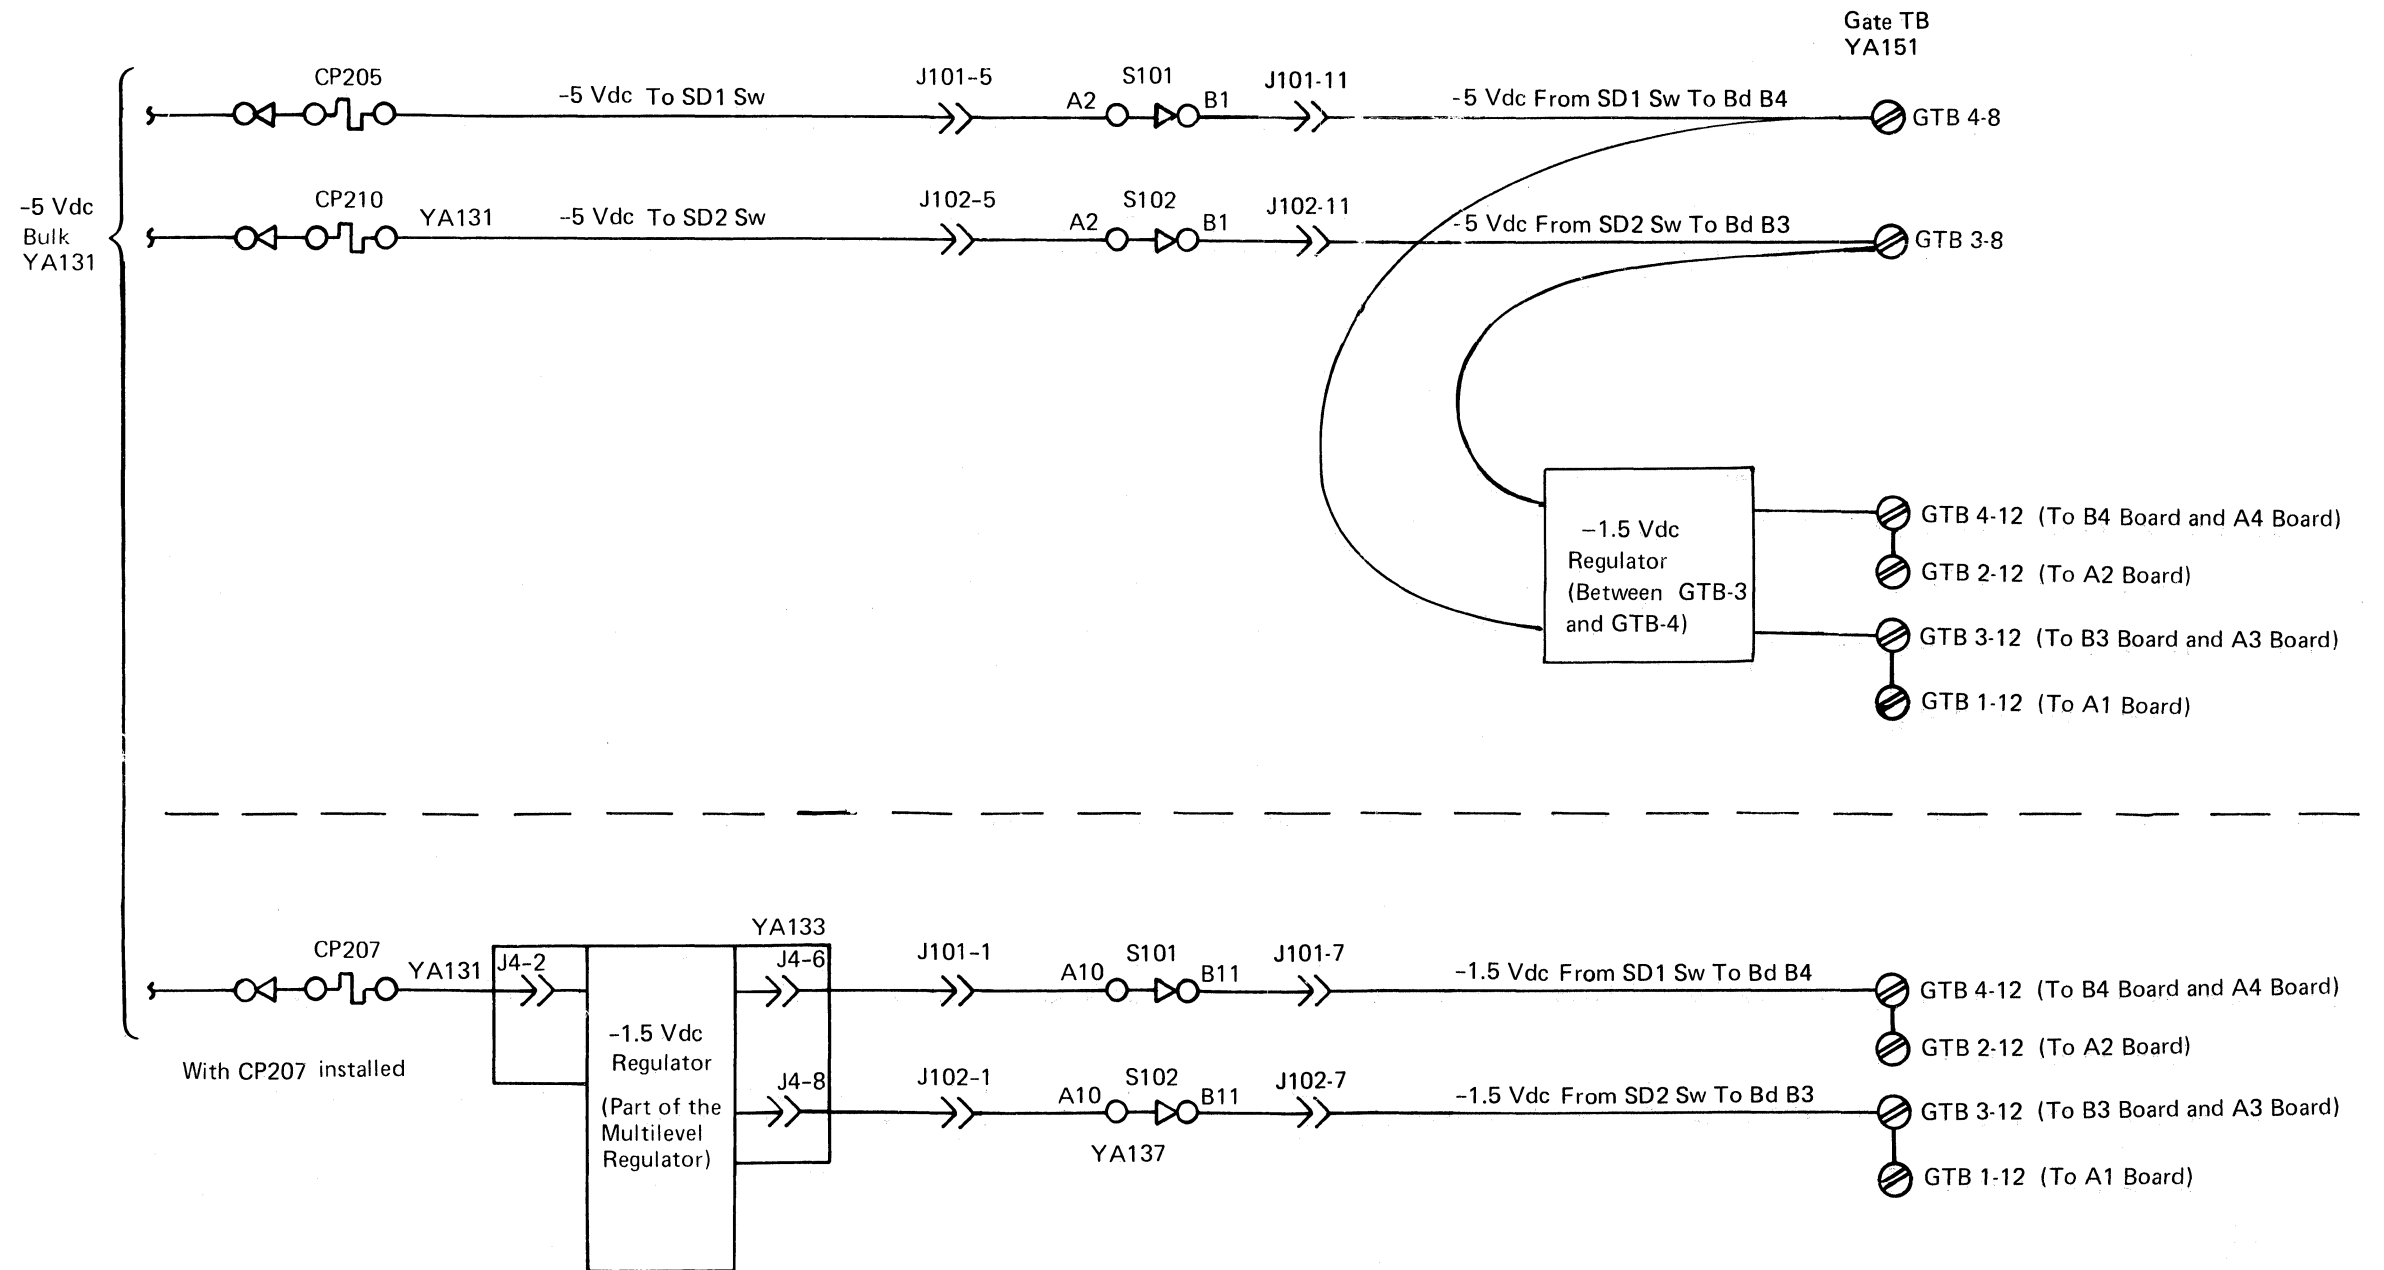 Gate TB
YA151
CP205
-5 Vdc To SD1 Sw
J101-5
S101
A2
B1
J101-11
-5 Vdc From SD1 Sw To Bd B4
GTB 4-8
-5 Vdc
Bulk
YA131
CP210
YA131
-5 Vdc To SD2 Sw
J102-5
S102
A2
B1
J102-11
-5 Vdc From SD2 Sw To Bd B3
GTB 3-8
-1.5 Vdc
Regulator
(Between GTB-3
and GTB-4)
GTB 4-12 (To B4 Board and A4 Board)
GTB 2-12 (To A2 Board)
GTB 3-12 (To B3 Board and A3 Board)
GTB 1-12 (To A1 Board)
CP207
YA131
J4-2
With CP207 installed
YA133
J4-6
-1.5 Vdc
Regulator
(Part of the
Multilevel
Regulator)
J4-8
J101-1
S101
A10
B11
J101-7
-1.5 Vdc From SD1 Sw To Bd B4
GTB 4-12 (To B4 Board and A4 Board)
GTB 2-12 (To A2 Board)
J102-1
S102
A10
B11
YA137
J102-7
-1.5 Vdc From SD2 Sw To Bd B3
GTB 3-12 (To B3 Board and A3 Board)
GTB 1-12 (To A1 Board)